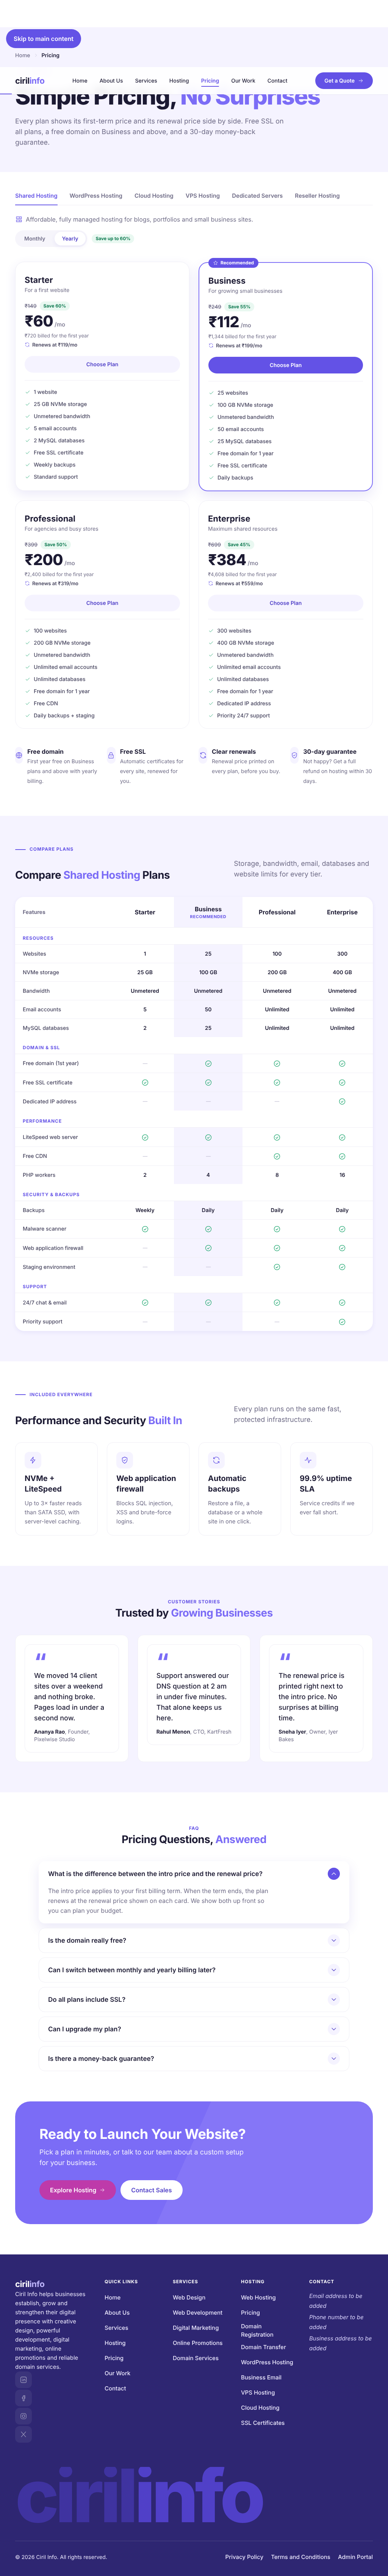 Skip to main content
Home
Pricing
cirilinfo
Home
About Us
Services
Hosting
Pricing
Our Work
Contact
Get a Quote
Simple Pricing, No Surprises
Every plan shows its first-term price and its renewal price side by side. Free SSL on
all plans, a free domain on Business and above, and a 30-day money-back
guarantee.
Shared Hosting
WordPress Hosting
Cloud Hosting
VPS Hosting
Dedicated Servers
Reseller Hosting
Affordable, fully managed hosting for blogs, portfolios and small business sites.
Monthly
Yearly
Save up to 60%
Starter
For a first website
₹149 Save 60%
₹60 /mo
₹720 billed for the first year
Renews at ₹119/mo
Choose Plan
1 website
25 GB NVMe storage
Unmetered bandwidth
5 email accounts
2 MySQL databases
Free SSL certificate
Weekly backups
Standard support
Recommended
Business
For growing small businesses
₹249 Save 55%
₹112 /mo
₹1,344 billed for the first year
Renews at ₹199/mo
Choose Plan
25 websites
100 GB NVMe storage
Unmetered bandwidth
50 email accounts
25 MySQL databases
Free domain for 1 year
Free SSL certificate
Daily backups
Professional
For agencies and busy stores
₹399 Save 50%
₹200 /mo
₹2,400 billed for the first year
Renews at ₹319/mo
Choose Plan
100 websites
200 GB NVMe storage
Unmetered bandwidth
Unlimited email accounts
Unlimited databases
Free domain for 1 year
Free CDN
Daily backups + staging
Enterprise
Maximum shared resources
₹699 Save 45%
₹384 /mo
₹4,608 billed for the first year
Renews at ₹559/mo
Choose Plan
300 websites
400 GB NVMe storage
Unmetered bandwidth
Unlimited email accounts
Unlimited databases
Free domain for 1 year
Dedicated IP address
Priority 24/7 support
Free domain
First year free on Business
plans and above with yearly
billing.
Free SSL
Automatic certificates for
every site, renewed for
you.
Clear renewals
Renewal price printed on
every plan, before you buy.
30-day guarantee
Not happy? Get a full
refund on hosting within 30
days.
COMPARE PLANS
Compare Shared Hosting Plans
Storage, bandwidth, email, databases and
website limits for every tier.
Features Starter Business Professional Enterprise
RECOMMENDED
RESOURCES
Websites 1 25 100 300
NVMe storage 25 GB 100 GB 200 GB 400 GB
Bandwidth Unmetered Unmetered Unmetered Unmetered
Email accounts 5 50 Unlimited Unlimited
MySQL databases 2 25 Unlimited Unlimited
DOMAIN & SSL
Free domain (1st year) —
Free SSL certificate
Dedicated IP address — — —
PERFORMANCE
LiteSpeed web server
Free CDN — —
PHP workers 2 4 8 16
SECURITY & BACKUPS
Backups Weekly Daily Daily Daily
Malware scanner
Web application firewall —
Staging environment — —
SUPPORT
24/7 chat & email
Priority support — — —
INCLUDED EVERYWHERE
Performance and Security Built In
Every plan runs on the same fast,
protected infrastructure.
NVMe +
LiteSpeed
Up to 3× faster reads
than SATA SSD, with
server-level caching.
Web application
firewall
Blocks SQL injection,
XSS and brute-force
logins.
Automatic
backups
Restore a file, a
database or a whole
site in one click.
99.9% uptime
SLA
Service credits if we
ever fall short.
CUSTOMER STORIES
Trusted by Growing Businesses
“
We moved 14 client
sites over a weekend
and nothing broke.
Pages load in under a
second now.
Ananya Rao, Founder,
Pixelwise Studio
“
Support answered our
DNS question at 2 am
in under five minutes.
That alone keeps us
here.
Rahul Menon, CTO, KartFresh
“
The renewal price is
printed right next to
the intro price. No
surprises at billing
time.
Sneha Iyer, Owner, Iyer
Bakes
FAQ
Pricing Questions, Answered
What is the difference between the intro price and the renewal price?
The intro price applies to your first billing term. When the term ends, the plan
renews at the renewal price shown on each card. We show both up front so
you can plan your budget.
Is the domain really free?
Can I switch between monthly and yearly billing later?
Do all plans include SSL?
Can I upgrade my plan?
Is there a money-back guarantee?
Ready to Launch Your Website?
Pick a plan in minutes, or talk to our team about a custom setup
for your business.
Explore Hosting
Contact Sales
cirilinfo
Ciril Info helps businesses
establish, grow and
strengthen their digital
presence with creative
design, powerful
development, digital
marketing, online
promotions and reliable
domain services.
QUICK LINKS
Home
About Us
Services
Hosting
Pricing
Our Work
Contact
SERVICES
Web Design
Web Development
Digital Marketing
Online Promotions
Domain Services
HOSTING
Web Hosting
Pricing
Domain
Registration
Domain Transfer
WordPress Hosting
Business Email
VPS Hosting
Cloud Hosting
SSL Certificates
CONTACT
Email address to be
added
Phone number to be
added
Business address to be
added
cirilinfo
© 2026 Ciril Info. All rights reserved.
Privacy Policy
Terms and Conditions
Admin Portal